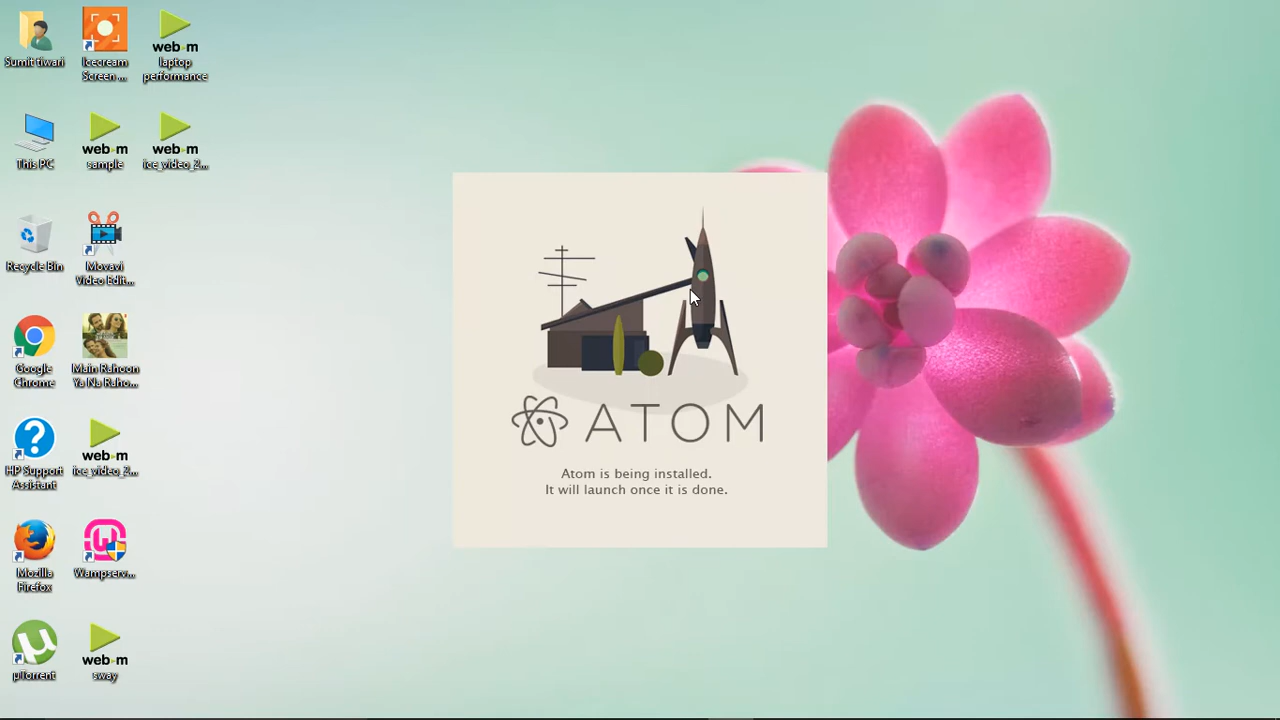 Sumit tiwari
Icecream
Screen ...
web-m
laptop
performance
This PC
web-m
sample
web-m
ice_video_2...
Recycle Bin
Movavi
Video Edit...
Google
Chrome
Main Rahoon
Ya Na Raho...
HP Support
Assistant
web-m
ice_video_2...
Mozilla
Firefox
Wampserv...
µTorrent
web-m
sway
ATOM
Atom is being installed.
It will launch once it is done.